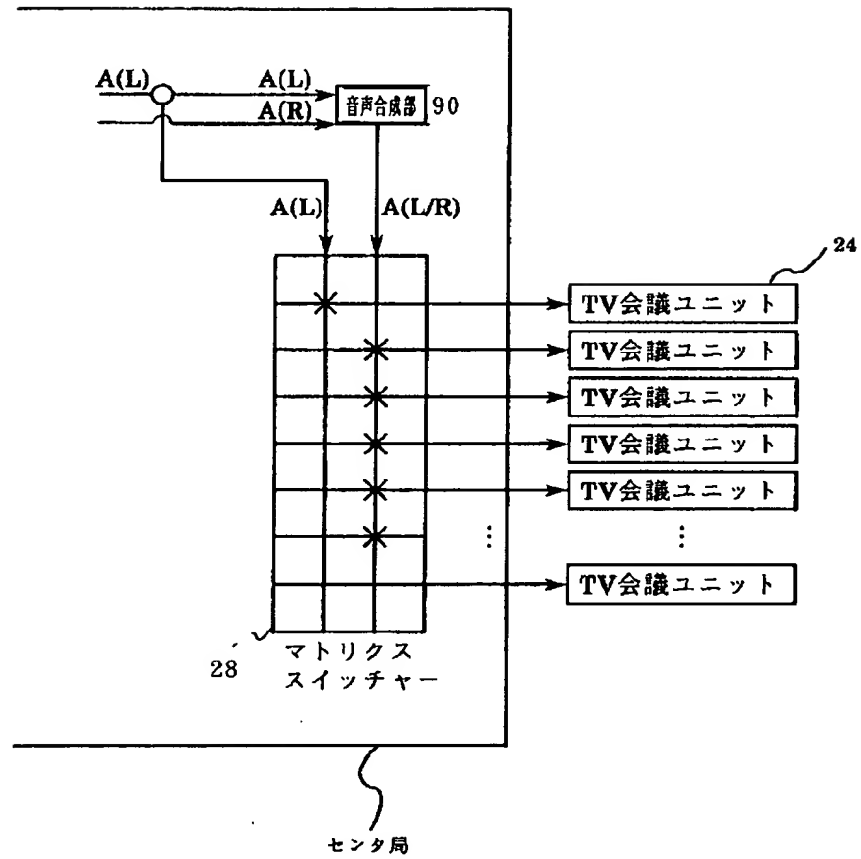 A(L)
A(L)
音声合成部 90
A(R)
A(L)
A(L/R)
24
TV会議ユニット
TV会議ユニット
TV会議ユニット
TV会議ユニット
TV会議ユニット
⋮ ⋮
TV会議ユニット
28
マトリクス
スイッチャー
センタ局